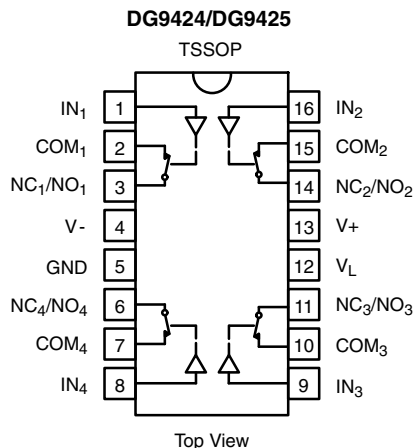 DG9424/DG9425
TSSOP
IN1 1 16 IN2
COM1 2 15 COM2
NC1/NO1 3 14 NC2/NO2
V- 4 13 V+
GND 5 12 VL
NC4/NO4 6 11 NC3/NO3
COM4 7 10 COM3
IN4 8 9 IN3
Top View